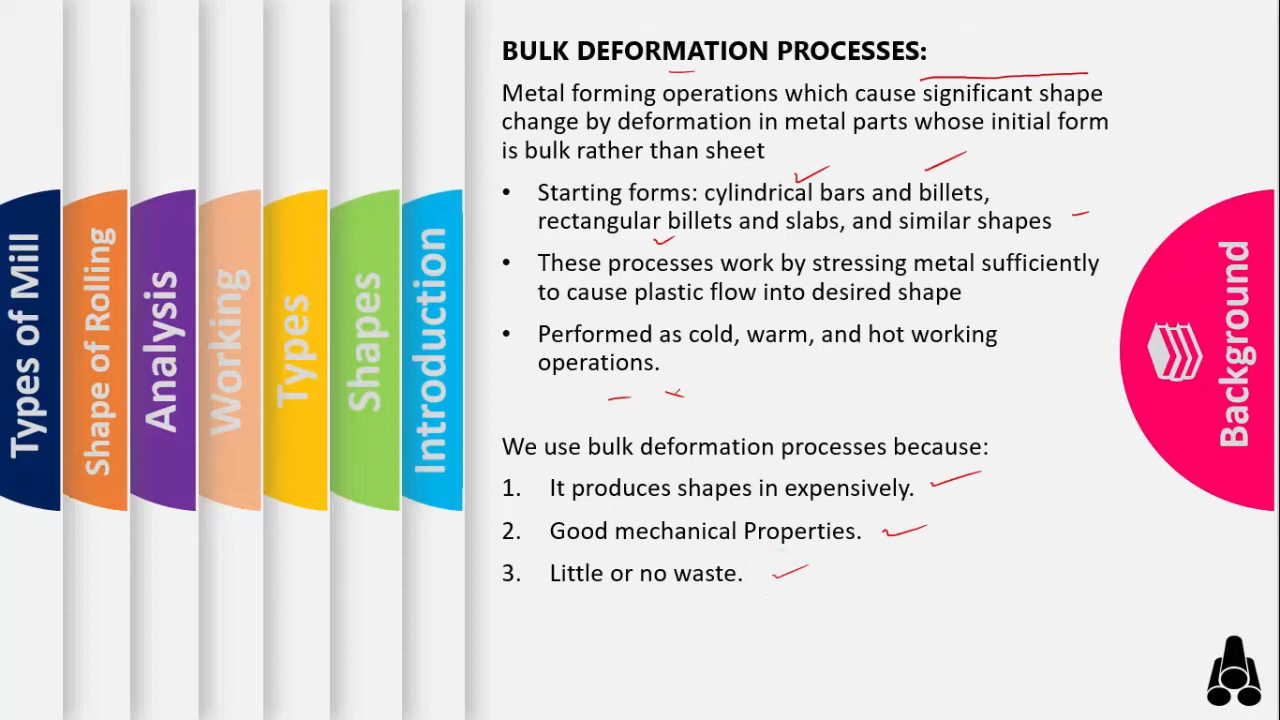 Types of Mill
Shape of Rolling
Analysis
Working
Types
Shapes
Introduction
BULK DEFORMATION PROCESSES:
Metal forming operations which cause significant shape
change by deformation in metal parts whose initial form
is bulk rather than sheet
• Starting forms: cylindrical bars and billets,
rectangular billets and slabs, and similar shapes
• These processes work by stressing metal sufficiently
to cause plastic flow into desired shape
• Performed as cold, warm, and hot working
operations.
We use bulk deformation processes because:
1. It produces shapes in expensively.
2. Good mechanical Properties.
3. Little or no waste.
Background